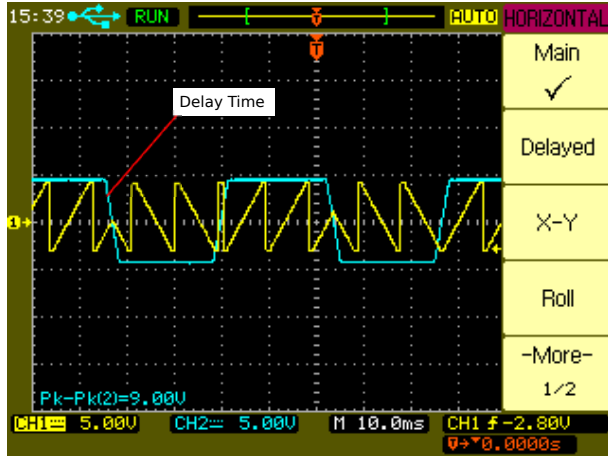 15:39 RUN AUTO HORIZONTAL
T
T
Main
✓
Delay Time
Delayed
1
X-Y
Roll
-More-
1/2
Pk-Pk(2)=9.00V
CH1 5.00V CH2 5.00V M 10.0ms CH1 -2.80V
0.0000s